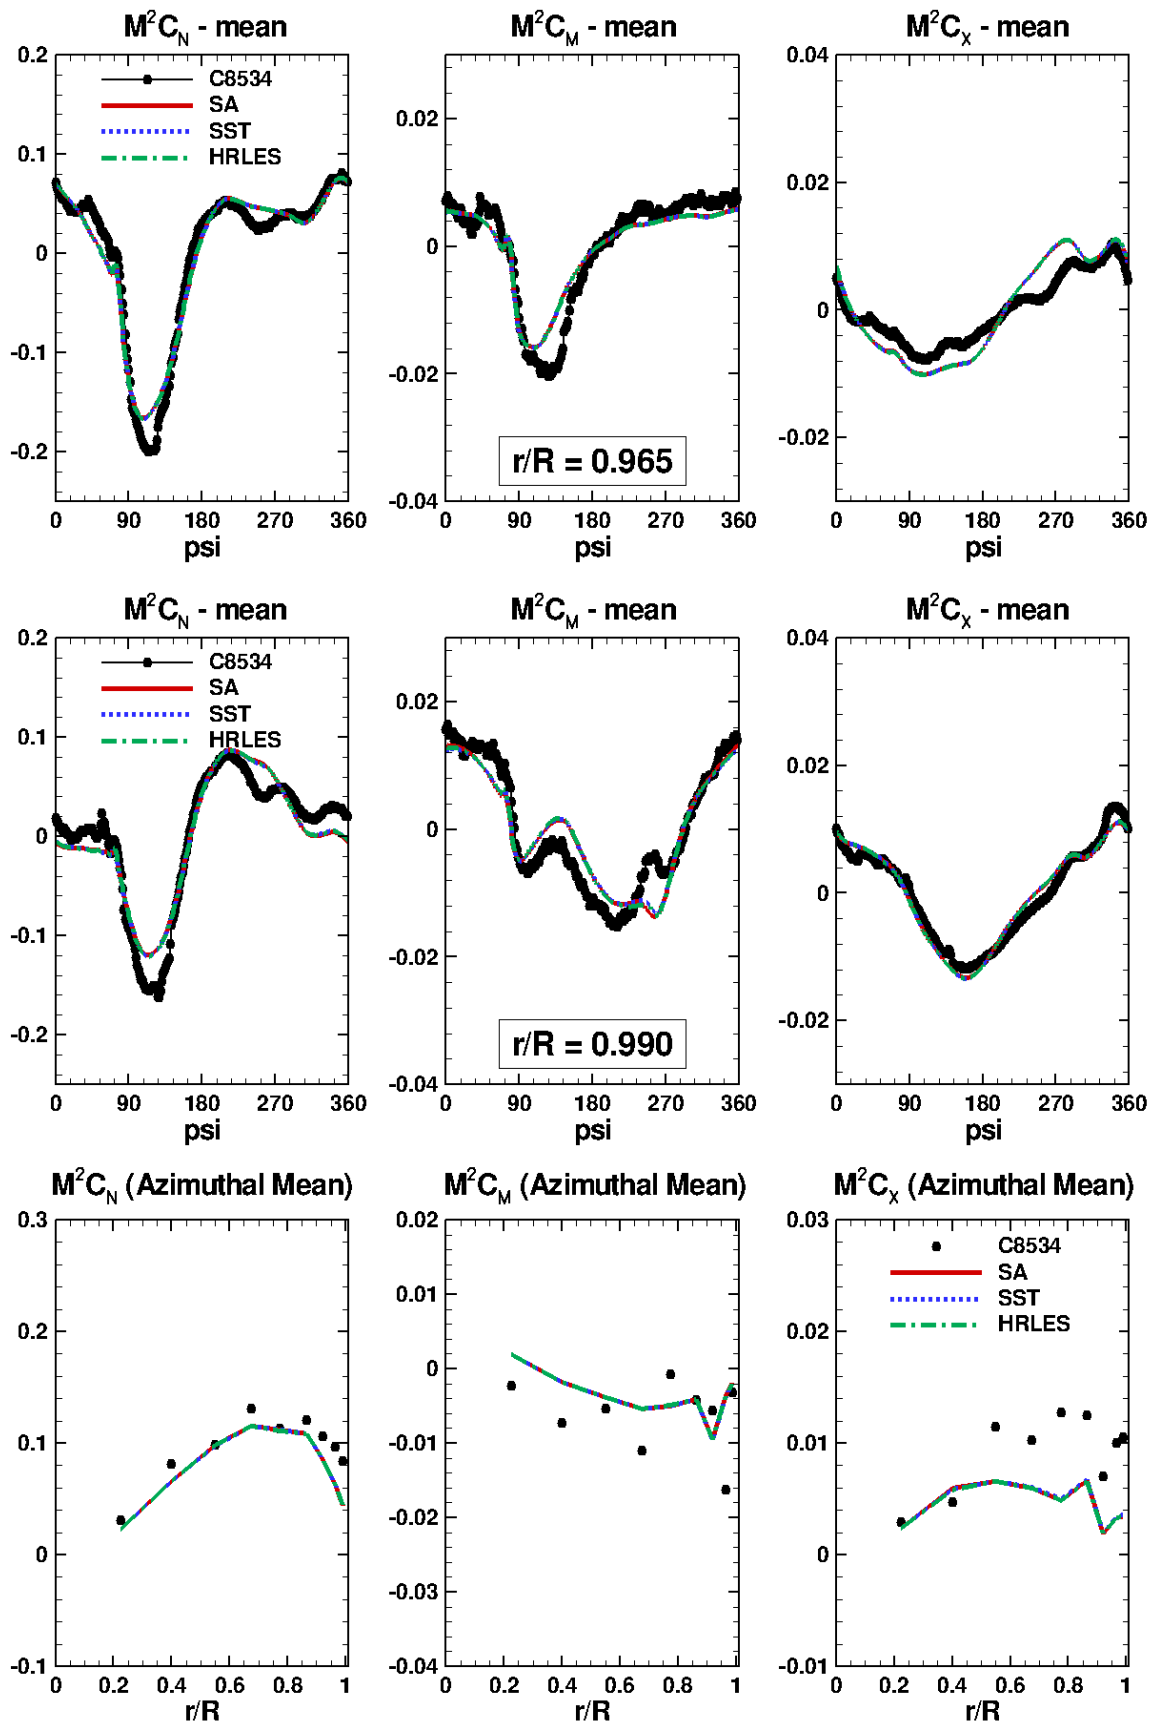 M²C_N - mean
M²C_M - mean
M²C_X - mean
0.2
0.1
0
-0.1
-0.2
C8534
SA
SST
HRLES
0 90 180 270 360
psi
0.02
0
-0.02
-0.04
r/R = 0.965
0 90 180 270 360
psi
0.04
0.02
0
-0.02
0 90 180 270 360
psi
M²C_N - mean
M²C_M - mean
M²C_X - mean
0.2
0.1
0
-0.1
-0.2
C8534
SA
SST
HRLES
0 90 180 270 360
psi
0.02
0
-0.02
-0.04
r/R = 0.990
0 90 180 270 360
psi
0.04
0.02
0
-0.02
0 90 180 270 360
psi
M²C_N (Azimuthal Mean)
M²C_M (Azimuthal Mean)
M²C_X (Azimuthal Mean)
0.3
0.2
0.1
0
-0.1
0 0.2 0.4 0.6 0.8 1
r/R
0.02
0.01
0
-0.01
-0.02
-0.03
-0.04
0 0.2 0.4 0.6 0.8 1
r/R
0.03
0.02
0.01
0
-0.01
C8534
SA
SST
HRLES
0 0.2 0.4 0.6 0.8 1
r/R